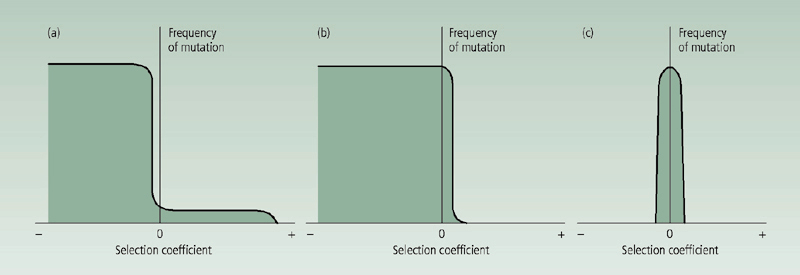 (a)
Frequency
of mutation
− 0 +
Selection coefficient
(b)
Frequency
of mutation
− 0 +
Selection coefficient
(c)
Frequency
of mutation
− 0 +
Selection coefficient